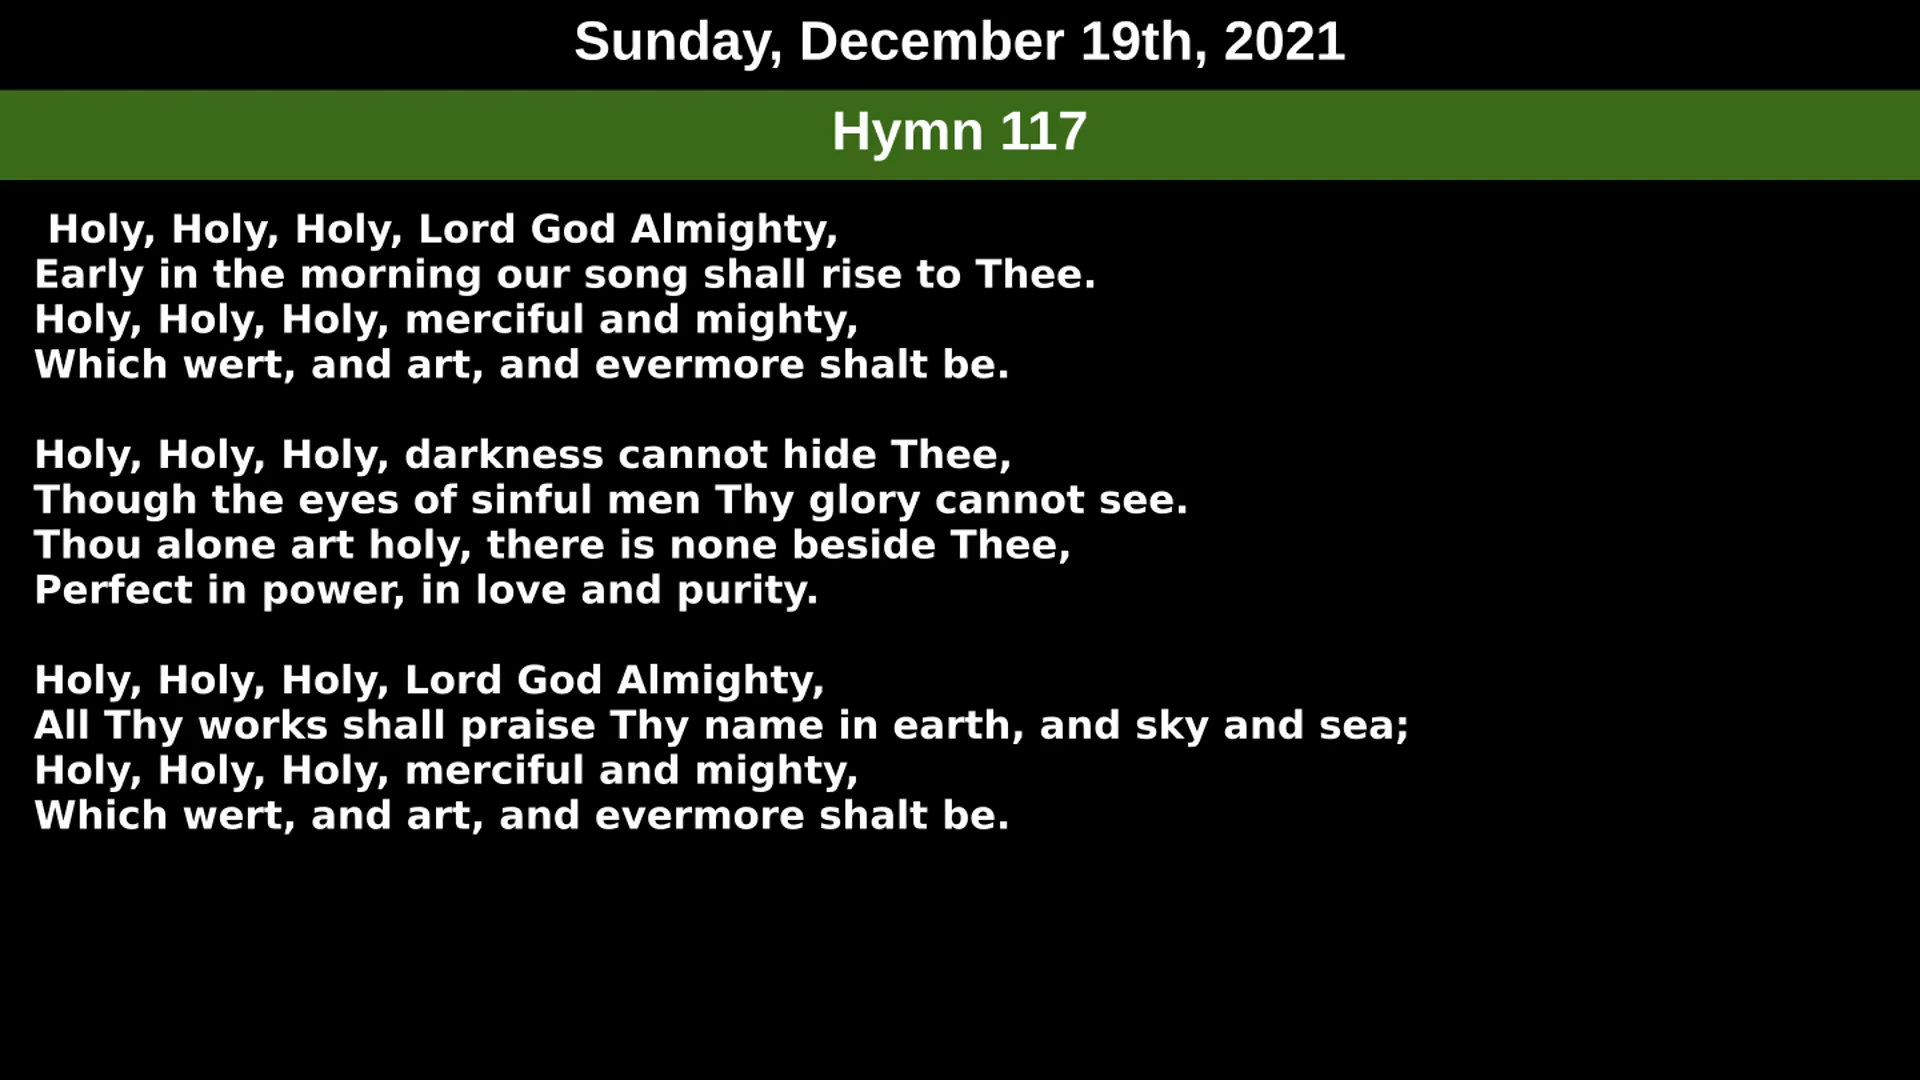 Sunday, December 19th, 2021
Hymn 117
Holy, Holy, Holy, Lord God Almighty,
Early in the morning our song shall rise to Thee.
Holy, Holy, Holy, merciful and mighty,
Which wert, and art, and evermore shalt be.
Holy, Holy, Holy, darkness cannot hide Thee,
Though the eyes of sinful men Thy glory cannot see.
Thou alone art holy, there is none beside Thee,
Perfect in power, in love and purity.
Holy, Holy, Holy, Lord God Almighty,
All Thy works shall praise Thy name in earth, and sky and sea;
Holy, Holy, Holy, merciful and mighty,
Which wert, and art, and evermore shalt be.